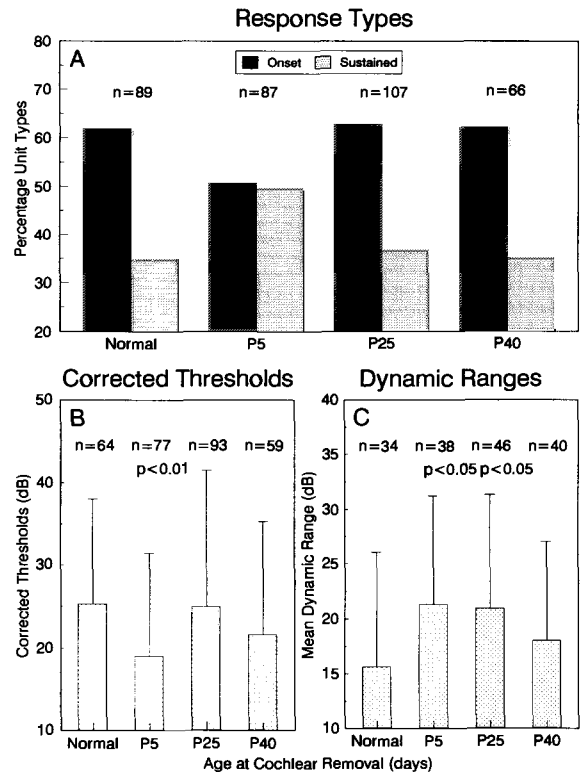 Response Types
80
70
60
50
40
30
20
Percentage Unit Types
A
Onset Sustained
n=89 n=87 n=107 n=66
Normal P5 P25 P40
Corrected Thresholds
50
40
30
20
10
Corrected Thresholds (dB)
B
n=64 n=77 n=93 n=59
p<0.01
Normal P5 P25 P40
Dynamic Ranges
40
35
30
25
20
15
10
Mean Dynamic Range (dB)
C
n=34 n=38 n=46 n=40
p<0.05 p<0.05
Normal P5 P25 P40
Age at Cochlear Removal (days)